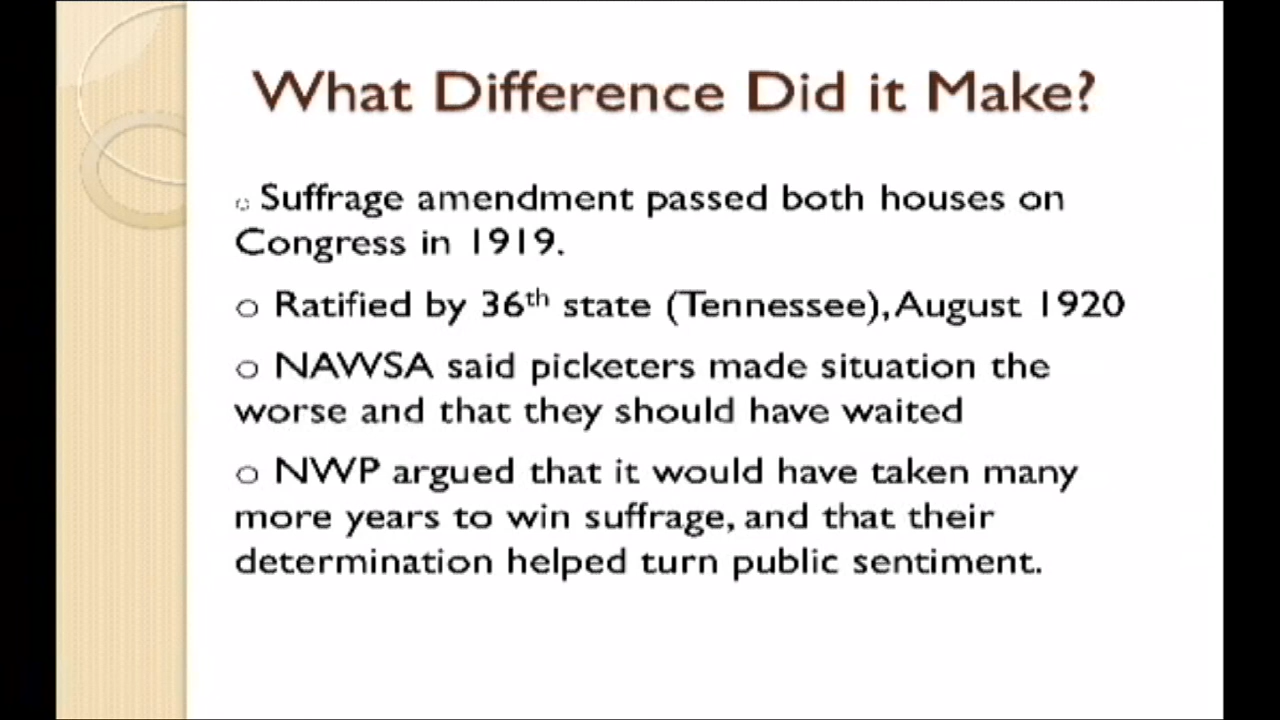 What Difference Did it Make?
Suffrage amendment passed both houses on
Congress in 1919.
o Ratified by 36th state (Tennessee), August 1920
o NAWSA said picketers made situation the
worse and that they should have waited
o NWP argued that it would have taken many
more years to win suffrage, and that their
determination helped turn public sentiment.